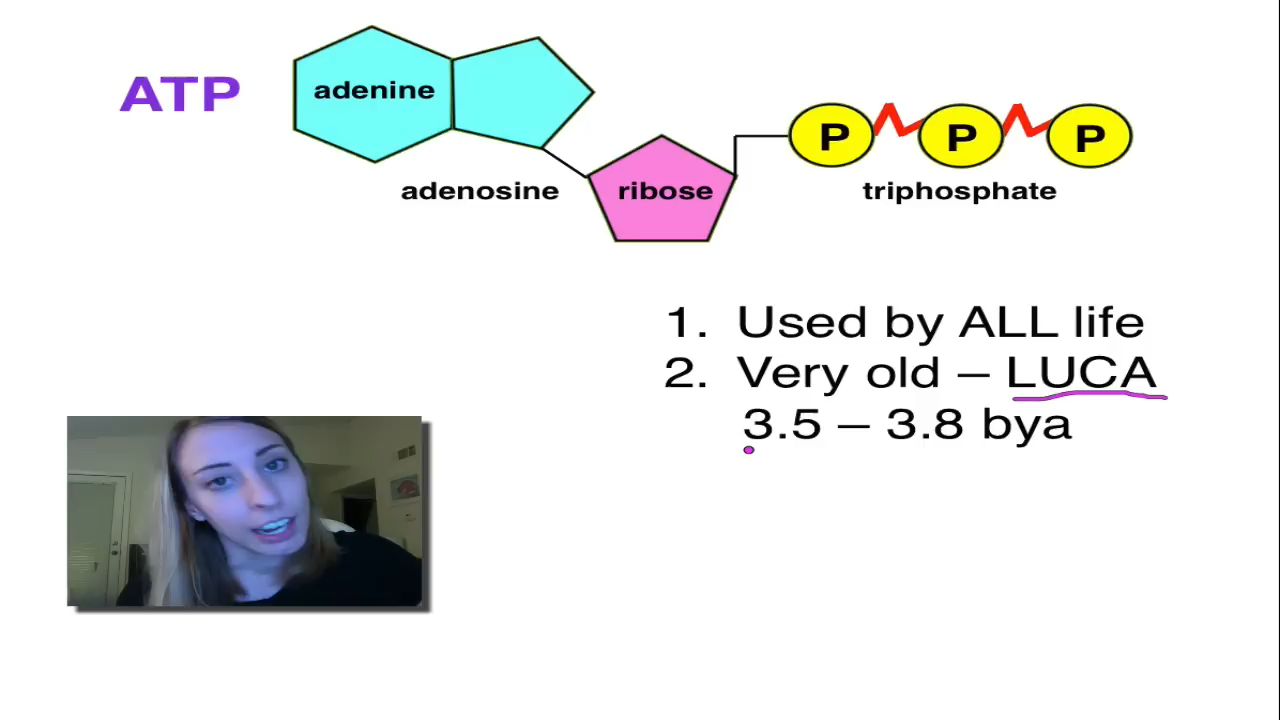 ATP
adenine
P P P
adenosine ribose triphosphate
1. Used by ALL life
2. Very old – LUCA
3.5 – 3.8 bya